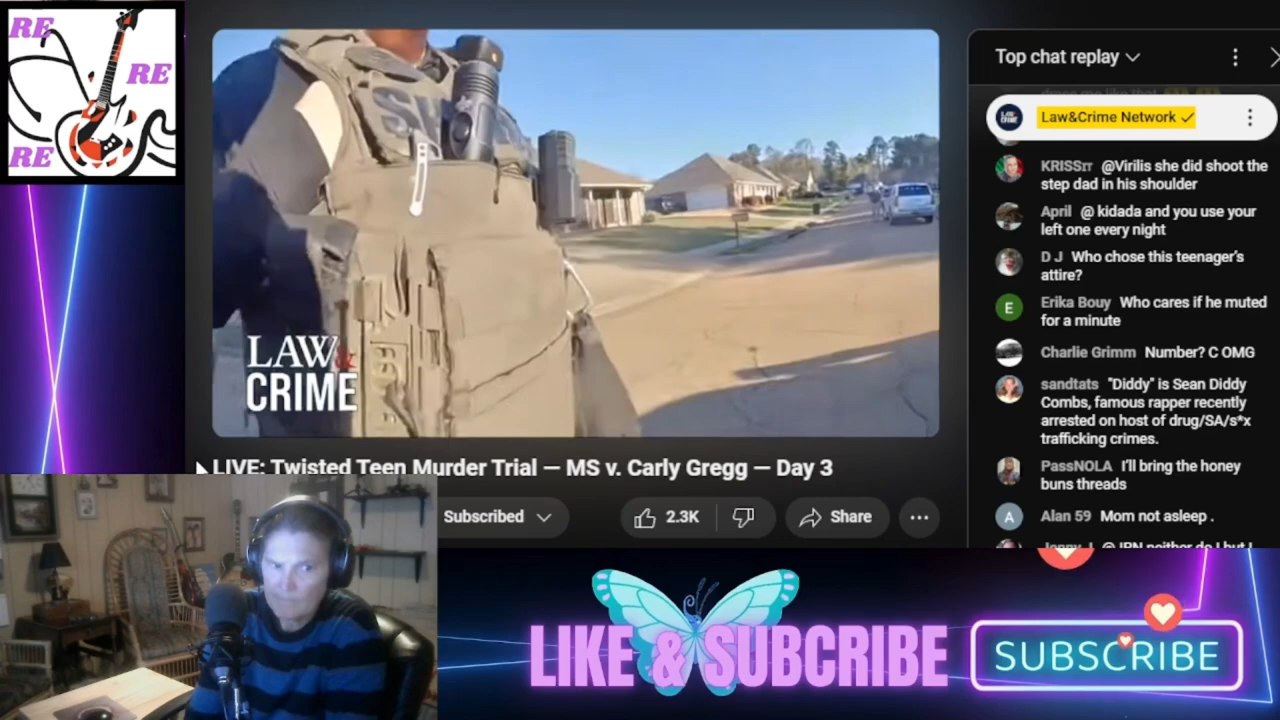 RE
RE
RE
LAW&
CRIME
LIVE: Twisted Teen Murder Trial — MS v. Carly Gregg — Day 3
Subscribed
2.3K
Share
Top chat replay
Law&Crime Network
KRISSTT @Virilis she did shoot the
step dad in his shoulder
April @ kidada and you use your
left one every night
D J Who chose this teenager's
attire?
E
Erika Bouy Who cares if he muted
for a minute
Charlie Grimm Number? C OMG
sandtats "Diddy" is Sean Diddy
Combs, famous rapper recently
arrested on host of drug/SA/s*x
trafficking crimes.
PassNOLA I'll bring the honey
buns threads
A
Alan 59 Mom not asleep .
LIKE & SUBCRIBE
SUBSCRIBE